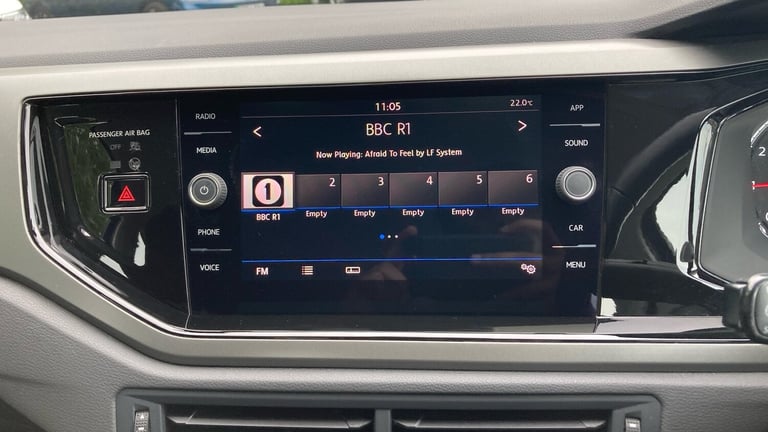 PASSENGER AIR BAG
OFF
RADIO
MEDIA
PHONE
VOICE
11:05
22.0°C
< BBC R1 >
Now Playing: Afraid To Feel by LF System
1 2 3 4 5 6
BBC R1 Empty Empty Empty Empty Empty
FM
APP
SOUND
CAR
MENU
2